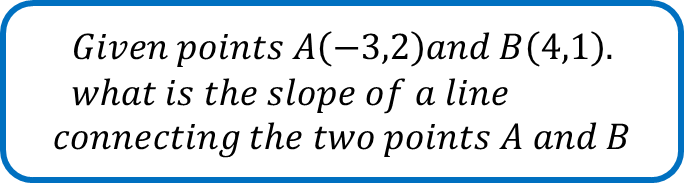 Given points A(−3,2)and B(4,1).
what is the slope of a line
connecting the two points A and B